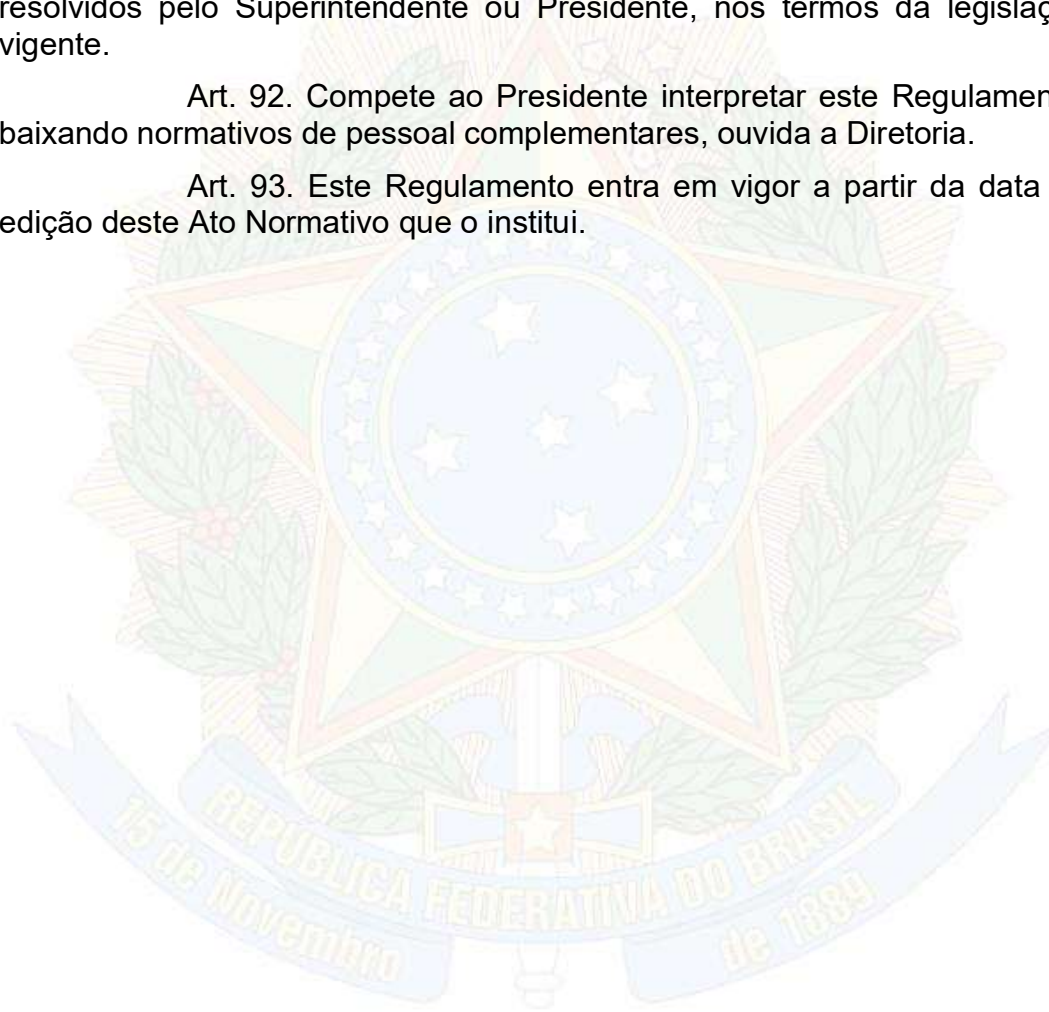 resolvidos pelo Superintendente ou Presidente, nos termos da legislaç
vigente.
Art. 92. Compete ao Presidente interpretar este Regulamen
baixando normativos de pessoal complementares, ouvida a Diretoria.
Art. 93. Este Regulamento entra em vigor a partir da data
edição deste Ato Normativo que o institui.
REPÚBLICA FEDERATIVA DO BRASIL
15 de Novembro de 1889